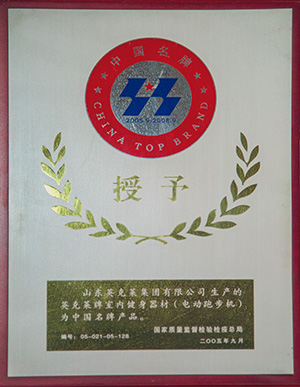 中国名牌
2005.9-2008.9
CHINA TOP BRAND
授予
山东英克莱集团有限公司生产的
英克莱牌室内健身器材（电动跑步机）
为中国名牌产品。
国家质量监督检验检疫总局
编号：05-021-05-126
二〇〇五年九月